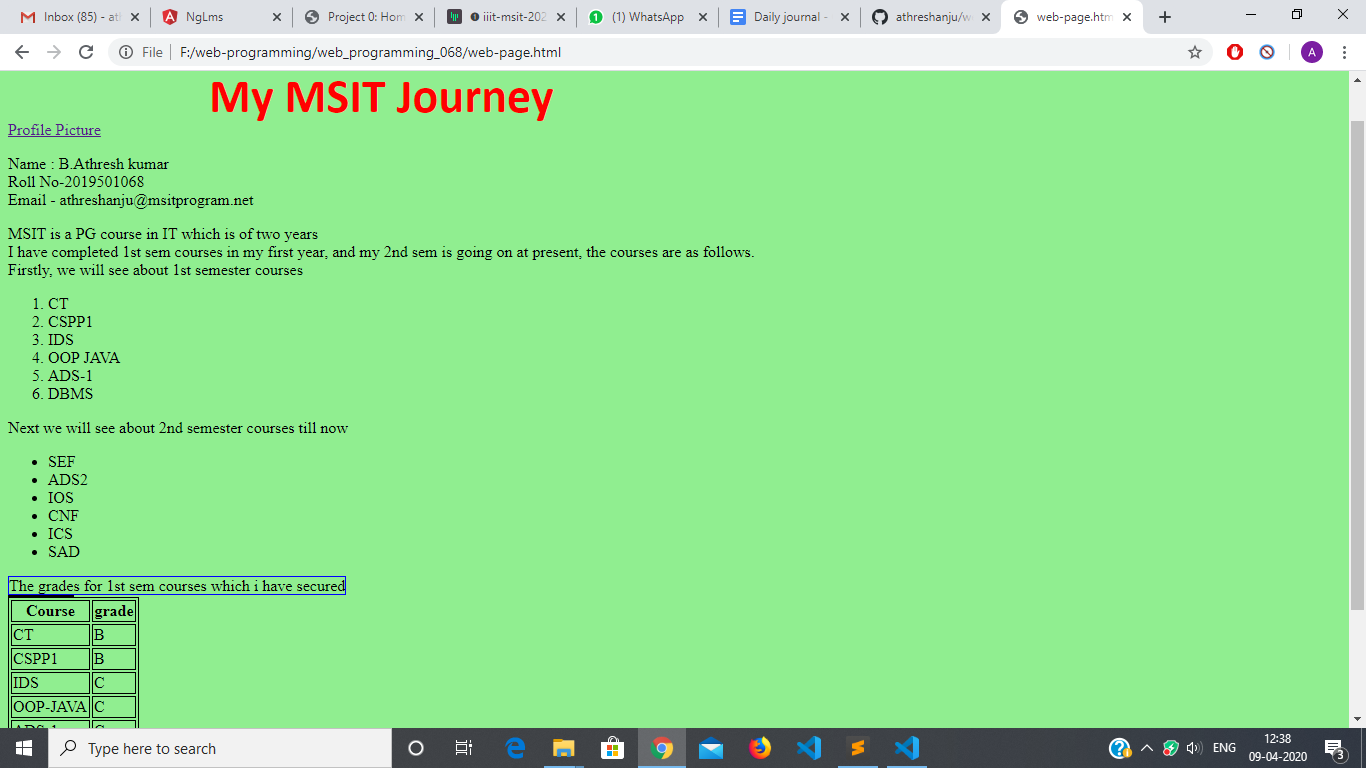 Inbox (85) - ath
NgLms
Project 0: Hom
iiit-msit-202
(1) WhatsApp
Daily journal -
athreshanju/w
web-page.htm
File
F:/web-programming/web_programming_068/web-page.html
A
My MSIT Journey
Profile Picture
Name : B.Athresh kumar
Roll No-2019501068
Email - athreshanju@msitprogram.net
MSIT is a PG course in IT which is of two years
I have completed 1st sem courses in my first year, and my 2nd sem is going on at present, the courses are as follows.
Firstly, we will see about 1st semester courses
1. CT
2. CSPP1
3. IDS
4. OOP JAVA
5. ADS-1
6. DBMS
Next we will see about 2nd semester courses till now
• SEF
• ADS2
• IOS
• CNF
• ICS
• SAD
The grades for 1st sem courses which i have secured
Course grade
CT B
CSPP1 B
IDS C
OOP-JAVA C
ADS-1 C
Type here to search
ENG
12:38
09-04-2020
3